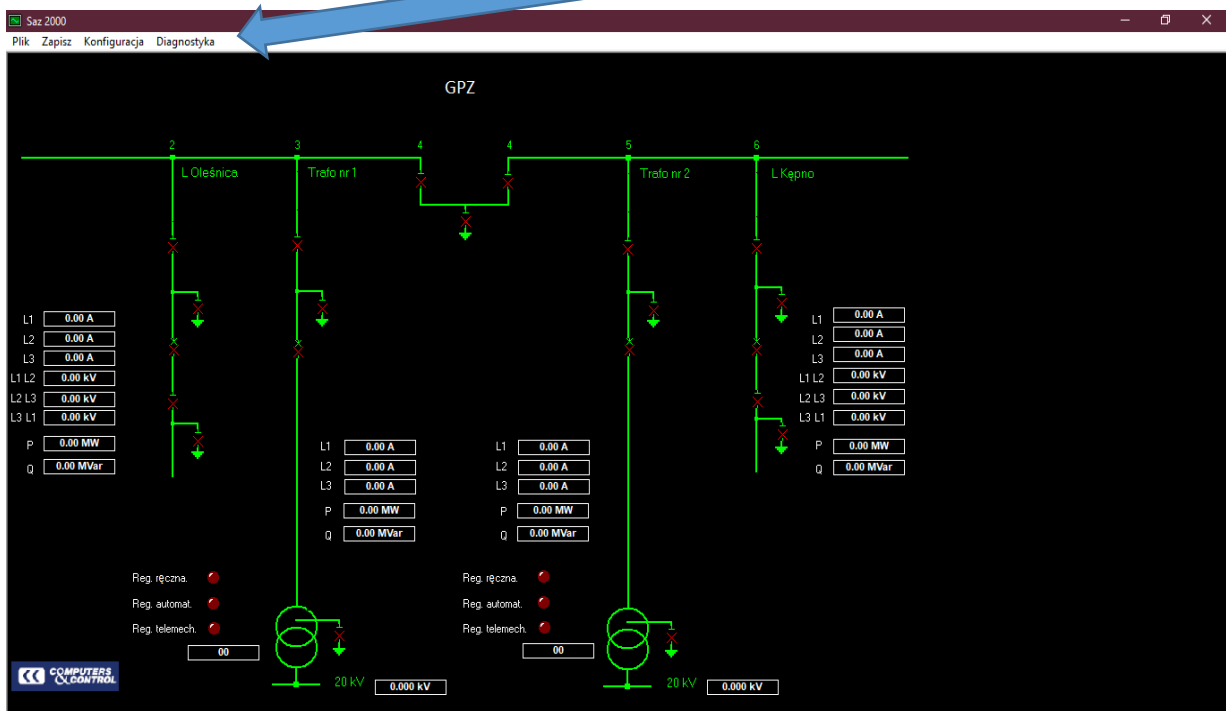 Saz 2000
Plik Zapisz Konfiguracja Diagnostyka
GPZ
2 3 4 4 5 6
L Oleśnica Trafo nr 1 Trafo nr 2 L Kępno
L1 0.00 A
L2 0.00 A
L3 0.00 A
L1 L2 0.00 kV
L2 L3 0.00 kV
L3 L1 0.00 kV
P 0.00 MW
Q 0.00 MVar
L1 0.00 A
L2 0.00 A
L3 0.00 A
P 0.00 MW
Q 0.00 MVar
L1 0.00 A
L2 0.00 A
L3 0.00 A
P 0.00 MW
Q 0.00 MVar
L1 0.00 A
L2 0.00 A
L3 0.00 A
L1 L2 0.00 kV
L2 L3 0.00 kV
L3 L1 0.00 kV
P 0.00 MW
Q 0.00 MVar
Reg. ręczna.
Reg. automat.
Reg. telemech.
00
Reg. ręczna.
Reg. automat.
Reg. telemech.
00
20 kV 0.000 kV
20 kV 0.000 kV
CCC COMPUTERS
& CONTROL